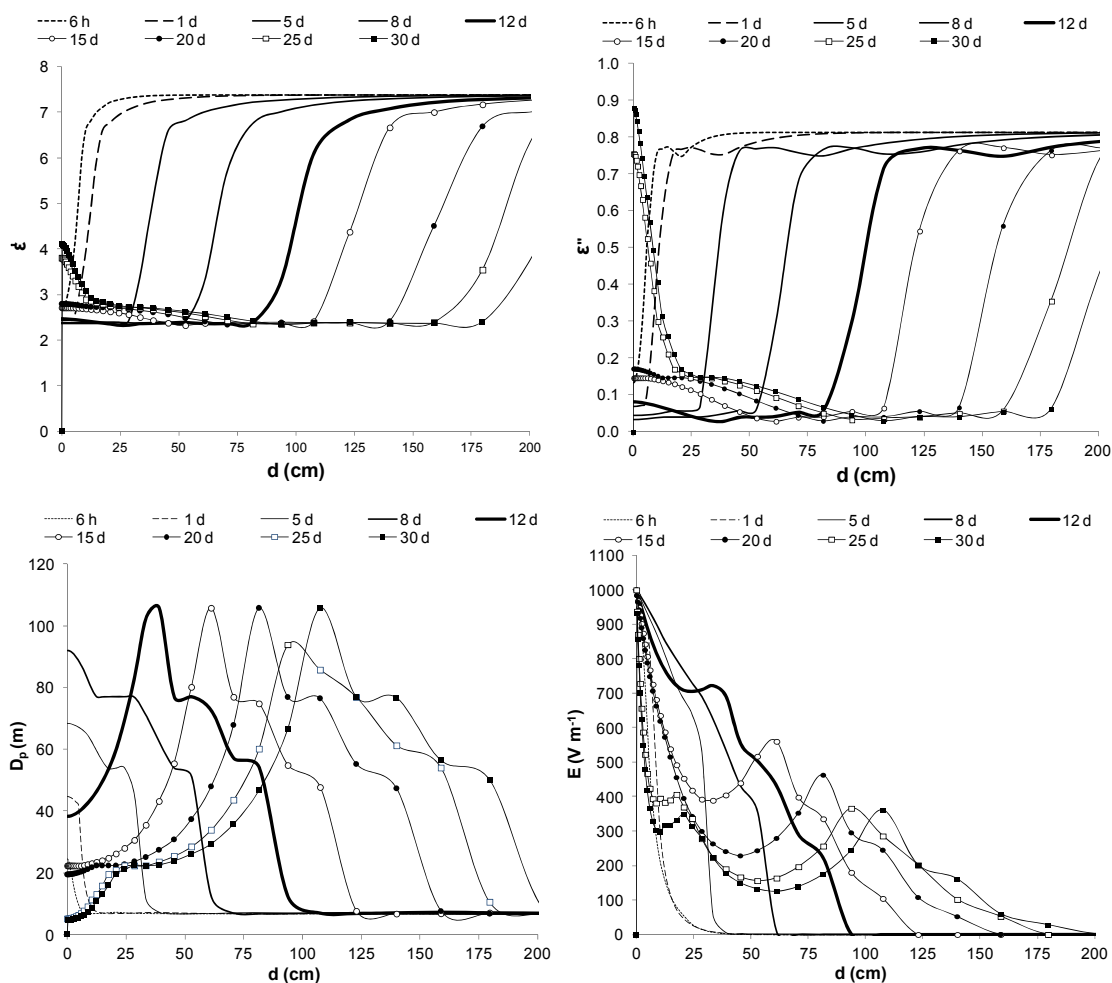 6 h 1 d 5 d 8 d 12 d
15 d 20 d 25 d 30 d
8
7
6
5
4
3
2
1
0
έ
0 25 50 75 100 125 150 175 200
d (cm)
6 h 1 d 5 d 8 d 12 d
15 d 20 d 25 d 30 d
1.0
0.9
0.8
0.7
0.6
0.5
0.4
0.3
0.2
0.1
0.0
ε"
0 25 50 75 100 125 150 175 200
d (cm)
6 h 1 d 5 d 8 d 12 d
15 d 20 d 25 d 30 d
120
100
80
60
40
20
0
Dp (m)
0 25 50 75 100 125 150 175 200
d (cm)
6 h 1 d 5 d 8 d 12 d
15 d 20 d 25 d 30 d
1100
1000
900
800
700
600
500
400
300
200
100
0
E (V m-1)
0 25 50 75 100 125 150 175 200
d (cm)